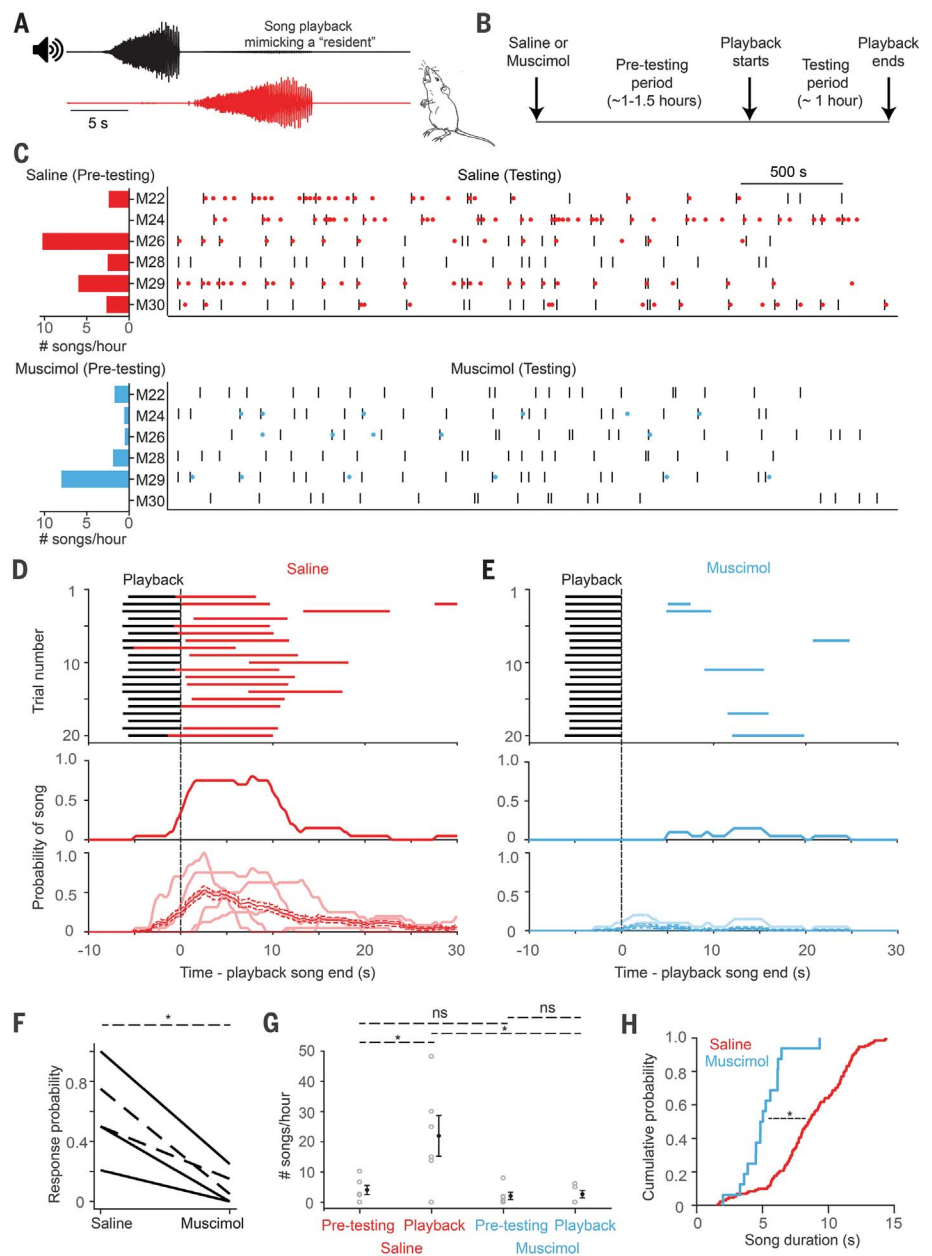 A
Song playback
mimicking a “resident”
5 s
B
Saline or
Muscimol
Pre-testing
period
(~1-1.5 hours)
Playback
starts
Testing
period
(~ 1 hour)
Playback
ends
C
Saline (Pre-testing)
Saline (Testing)
500 s
M22
M24
M26
M28
M29
M30
10 5 0
# songs/hour
Muscimol (Pre-testing)
Muscimol (Testing)
M22
M24
M26
M28
M29
M30
10 5 0
# songs/hour
D
Saline
Playback
Trial number
1
10
20
Probability of song
1.0
0.5
0
1.0
0.5
0
-10 0 10 20 30
Time - playback song end (s)
E
Muscimol
Playback
1
10
20
1.0
0.5
0
1.0
0.5
0
-10 0 10 20 30
Time - playback song end (s)
F
*
Response probability
0.8
0.4
0
Saline Muscimol
G
ns
ns
*
*
# songs/hour
50
40
30
20
10
0
Pre-testing Playback Pre-testing Playback
Saline Muscimol
H
Saline
Muscimol
*
Cumulative probability
1.0
0.8
0.6
0.4
0.2
0
0 5 10 15
Song duration (s)